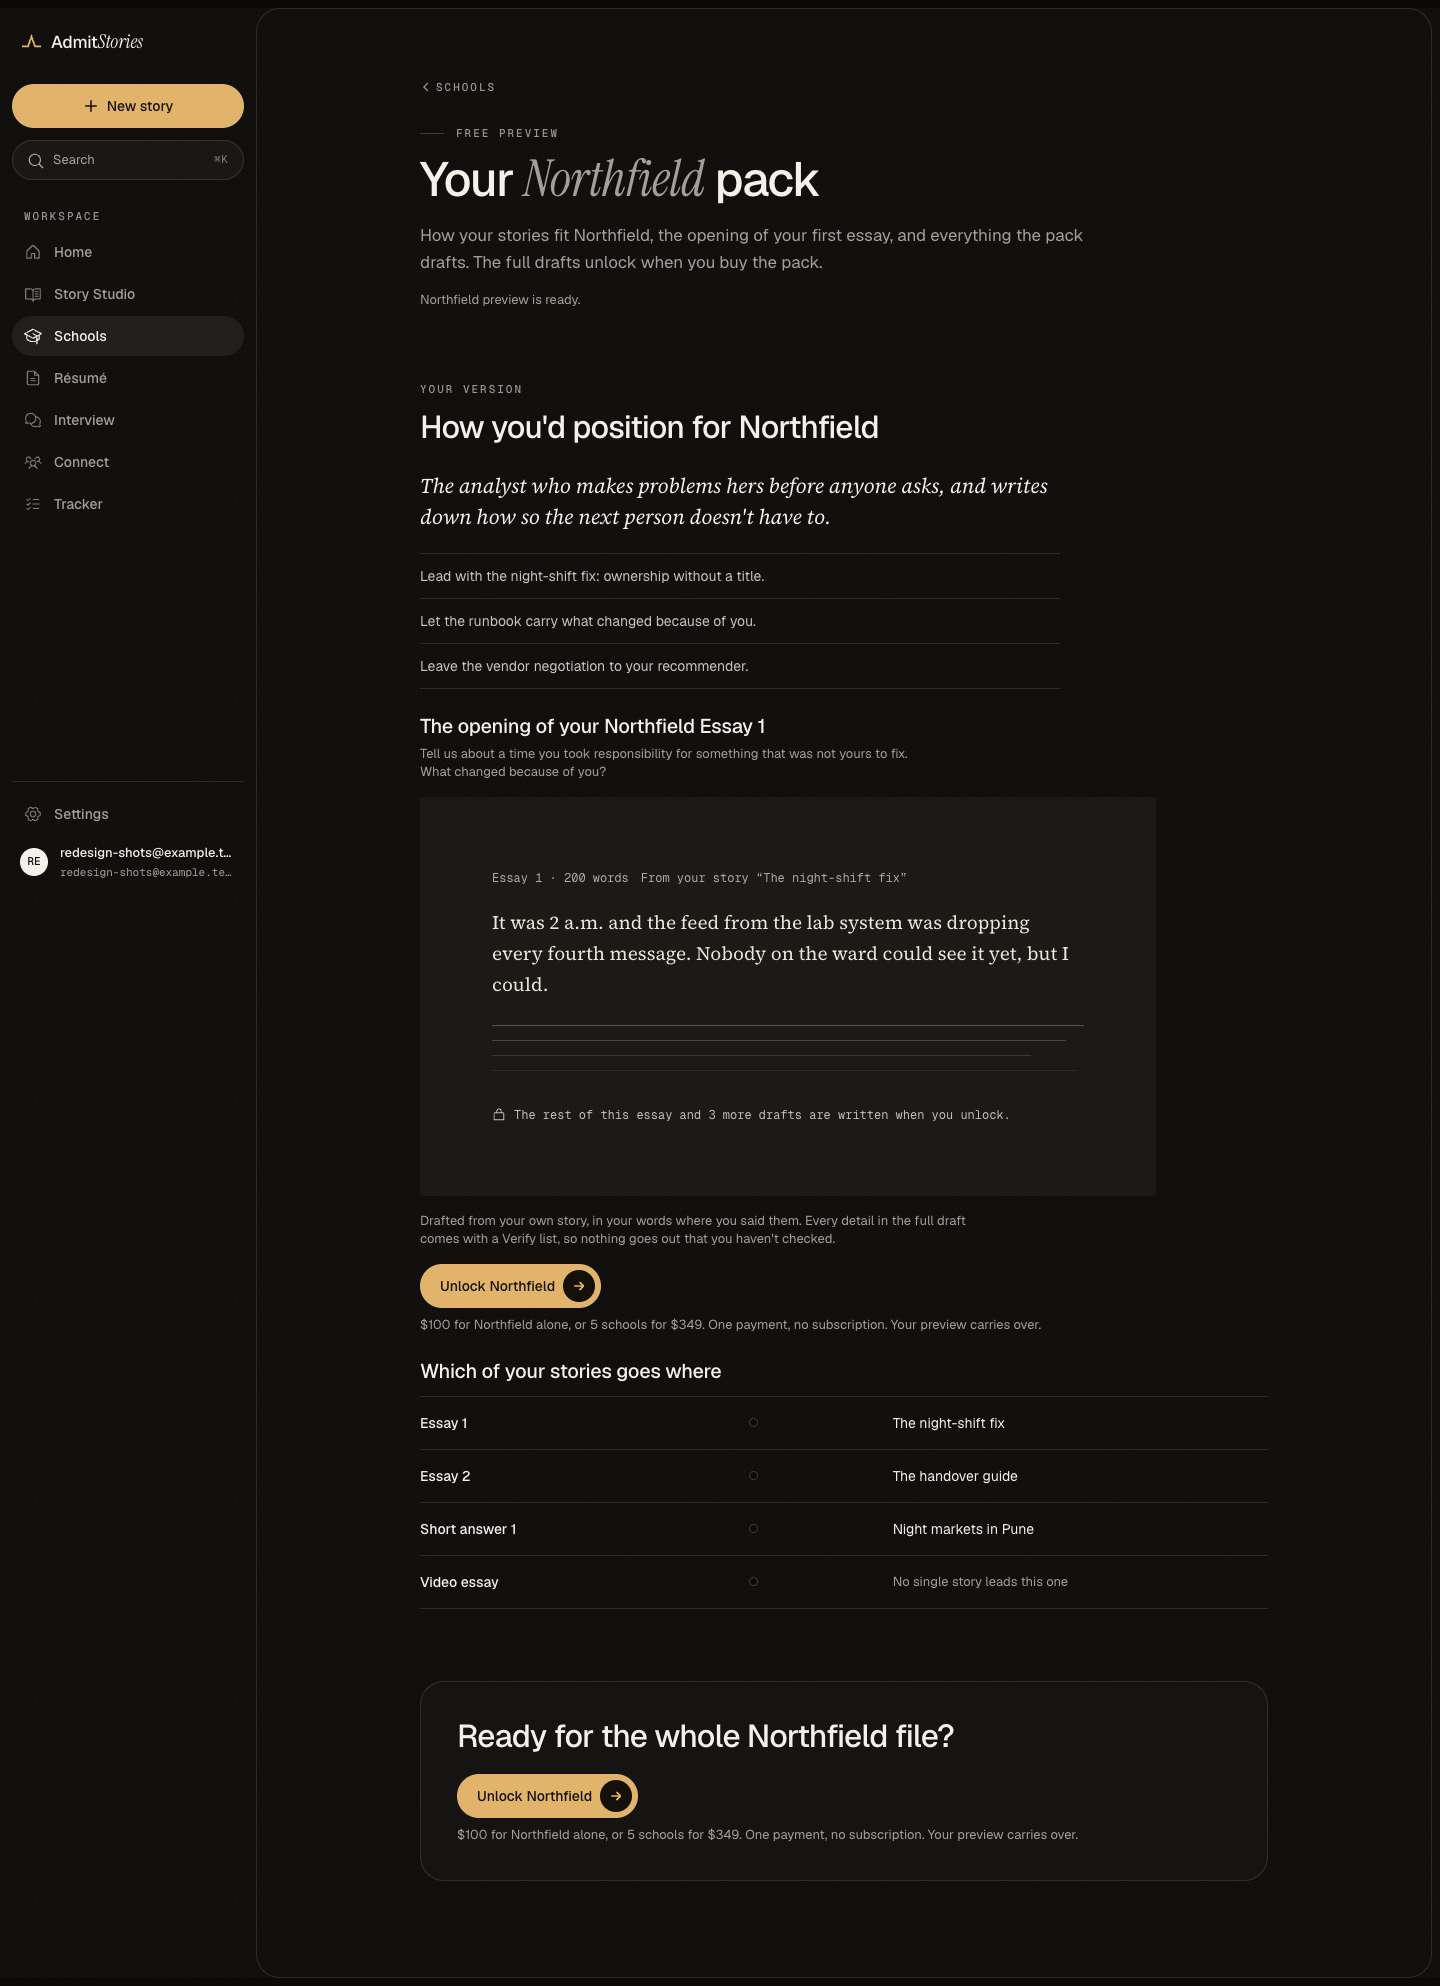 AdmitStories
New story
Search ⌘K
WORKSPACE
Home
Story Studio
Schools
Résumé
Interview
Connect
Tracker
Settings
RE
redesign-shots@example.t…
redesign-shots@example.te…
SCHOOLS
FREE PREVIEW
Your Northfield pack
How your stories fit Northfield, the opening of your first essay, and everything the pack
drafts. The full drafts unlock when you buy the pack.
Northfield preview is ready.
YOUR VERSION
How you'd position for Northfield
The analyst who makes problems hers before anyone asks, and writes
down how so the next person doesn't have to.
Lead with the night-shift fix: ownership without a title.
Let the runbook carry what changed because of you.
Leave the vendor negotiation to your recommender.
The opening of your Northfield Essay 1
Tell us about a time you took responsibility for something that was not yours to fix.
What changed because of you?
Essay 1 · 200 words From your story “The night-shift fix”
It was 2 a.m. and the feed from the lab system was dropping
every fourth message. Nobody on the ward could see it yet, but I
could.
The rest of this essay and 3 more drafts are written when you unlock.
Drafted from your own story, in your words where you said them. Every detail in the full draft
comes with a Verify list, so nothing goes out that you haven't checked.
Unlock Northfield
$100 for Northfield alone, or 5 schools for $349. One payment, no subscription. Your preview carries over.
Which of your stories goes where
Essay 1 The night-shift fix
Essay 2 The handover guide
Short answer 1 Night markets in Pune
Video essay No single story leads this one
Ready for the whole Northfield file?
Unlock Northfield
$100 for Northfield alone, or 5 schools for $349. One payment, no subscription. Your preview carries over.